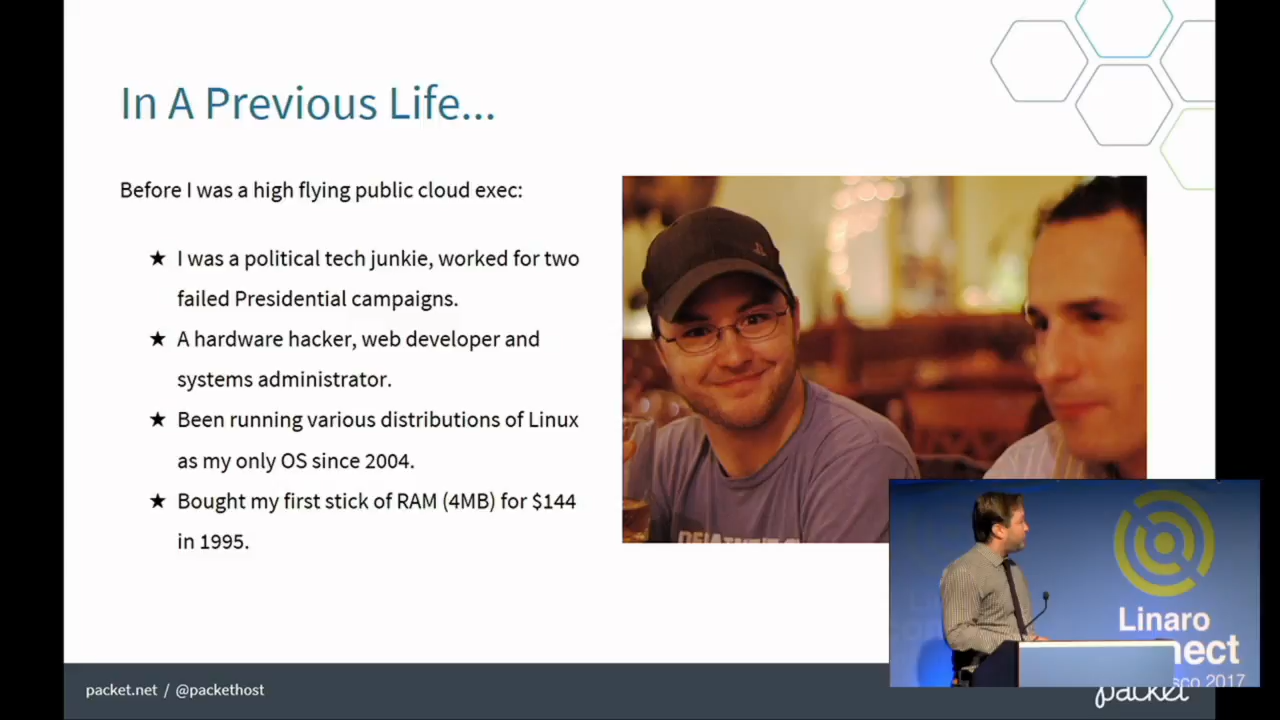 In A Previous Life...
Before I was a high flying public cloud exec:
★ I was a political tech junkie, worked for two
failed Presidential campaigns.
★ A hardware hacker, web developer and
systems administrator.
★ Been running various distributions of Linux
as my only OS since 2004.
★ Bought my first stick of RAM (4MB) for $144
in 1995.
Linaro
nect
sco 2017
packet.net / @packethost
packet